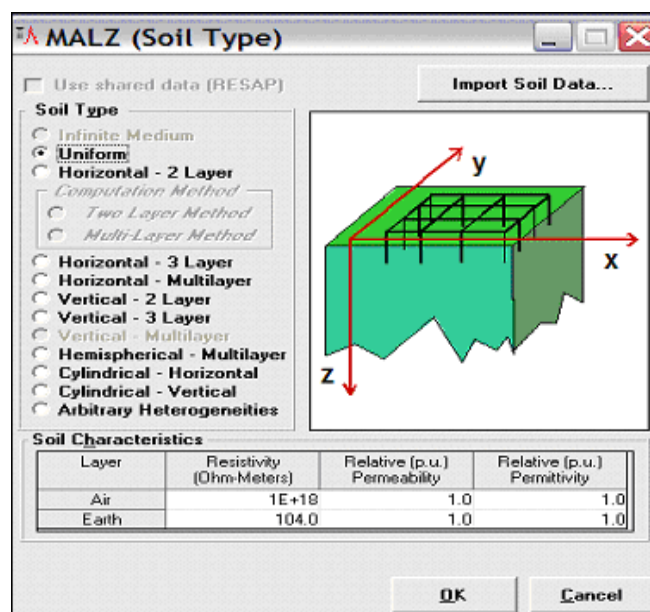 MALZ (Soil Type)
Use shared data (RESAP)
Import Soil Data...
Soil Type
Infinite Medium
Uniform
Horizontal - 2 Layer
Computation Method
Two Layer Method
Multi-Layer Method
Horizontal - 3 Layer
Horizontal - Multilayer
Vertical - 2 Layer
Vertical - 3 Layer
Vertical - Multilayer
Hemispherical - Multilayer
Cylindrical - Horizontal
Cylindrical - Vertical
Arbitrary Heterogeneities
y
x
z
Soil Characteristics
Layer Resistivity (Ohm-Meters) Relative (p.u.) Permeability Relative (p.u.) Permittivity
Air 1E+18 1.0 1.0
Earth 104.0 1.0 1.0
OK Cancel